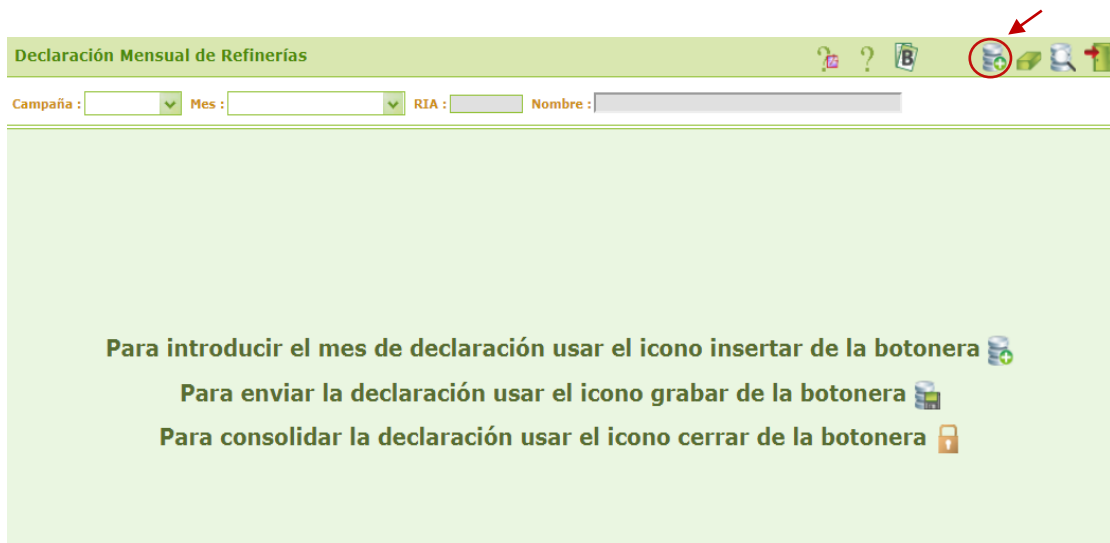 Declaración Mensual de Refinerías
Campaña : Mes : RIA : Nombre :
Para introducir el mes de declaración usar el icono insertar de la botonera
Para enviar la declaración usar el icono grabar de la botonera
Para consolidar la declaración usar el icono cerrar de la botonera